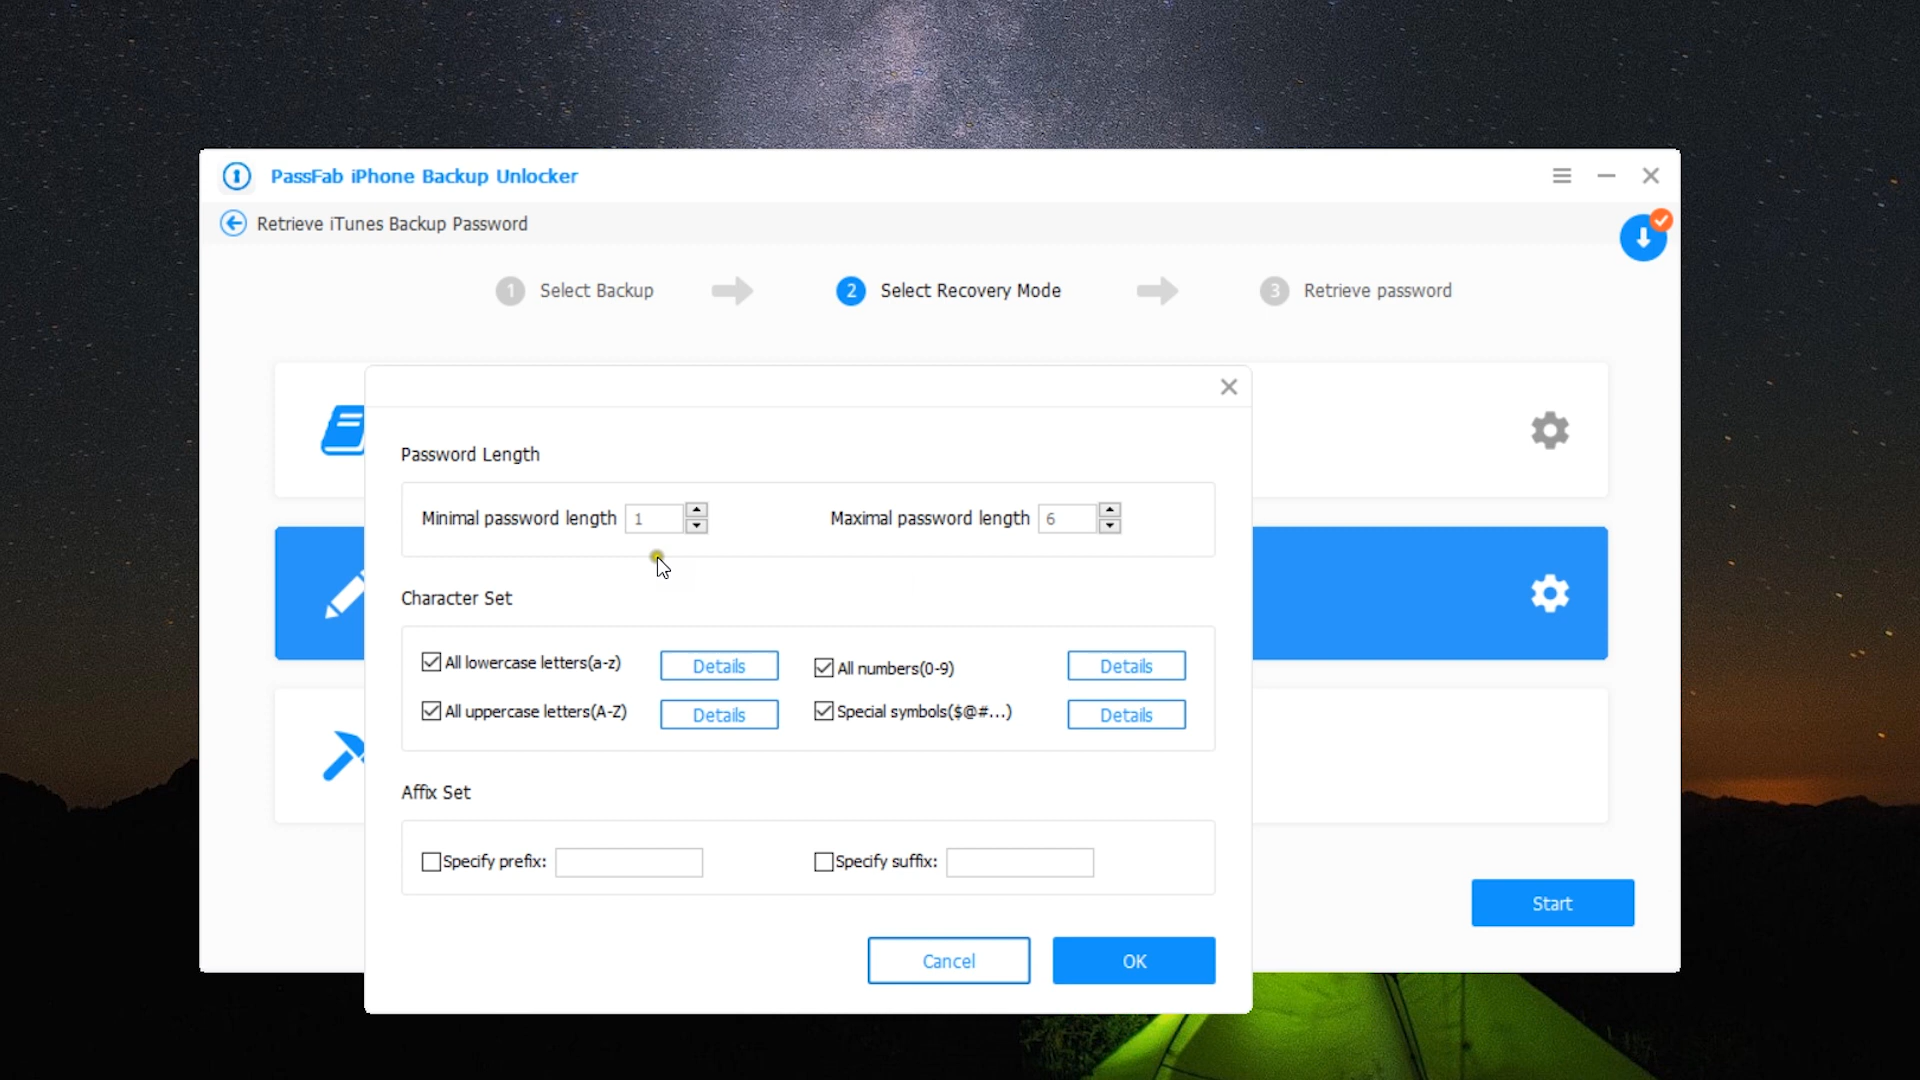 PassFab iPhone Backup Unlocker
Retrieve iTunes Backup Password
1 Select Backup 2 Select Recovery Mode 3 Retrieve password
Password Length
Minimal password length 1 Maximal password length 6
Character Set
All lowercase letters(a-z) Details All numbers(0-9) Details
All uppercase letters(A-Z) Details Special symbols($@#...) Details
Affix Set
Specify prefix: Specify suffix:
Start
Cancel OK